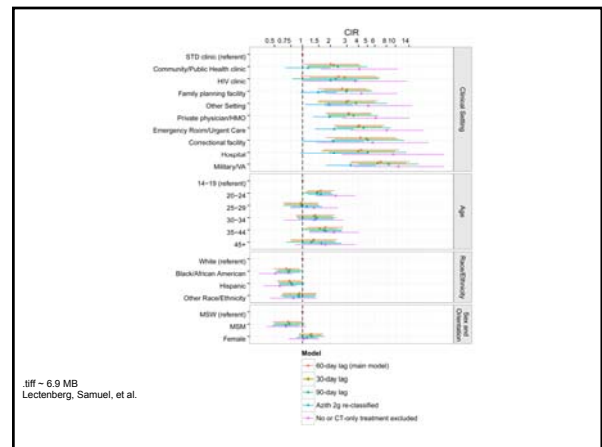 CIR
0.5 0.75 1 1.5 2 3 4 5 6 8 10 14
STD clinic (referent)
Community/Public Health clinic
HIV clinic
Family planning facility
Other Setting
Private physician/HMO
Emergency Room/Urgent Care
Correctional facility
Hospital
Military/VA
Clinical Setting
14−19 (referent)
20−24
25−29
30−34
35−44
45+
Age
White (referent)
Black/African American
Hispanic
Other Race/Ethnicity
Race/Ethnicity
MSW (referent)
MSM
Female
Sex and
Orientation
Model
60-day lag (main model)
30-day lag
90-day lag
Azith 2g re-classified
No or CT-only treatment excluded
.tiff ~ 6.9 MB
Lectenberg, Samuel, et al.